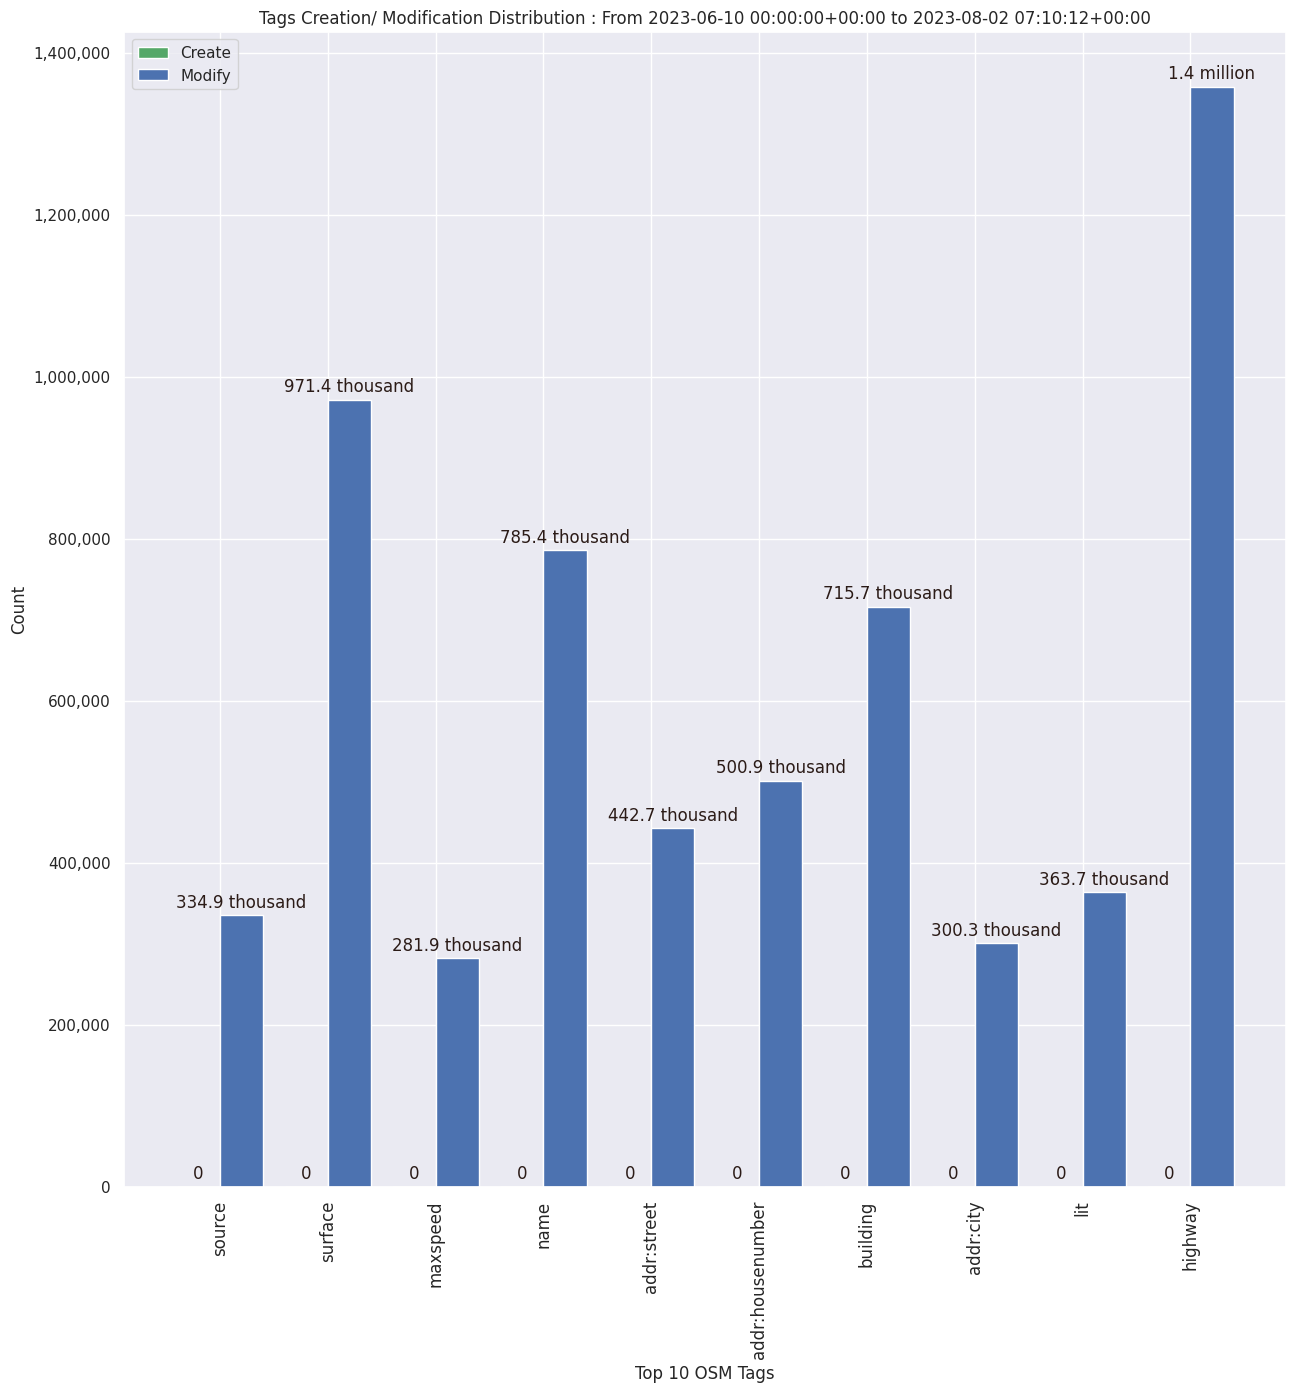 Tags Creation/ Modification Distribution : From 2023-06-10 00:00:00+00:00 to 2023-08-02 07:10:12+00:00
Create
Modify
Count
1,400,000
1,200,000
1,000,000
800,000
600,000
400,000
200,000
0
334.9 thousand
971.4 thousand
281.9 thousand
785.4 thousand
442.7 thousand
500.9 thousand
715.7 thousand
300.3 thousand
363.7 thousand
1.4 million
0
0
0
0
0
0
0
0
0
0
source
surface
maxspeed
name
addr:street
addr:housenumber
building
addr:city
lit
highway
Top 10 OSM Tags